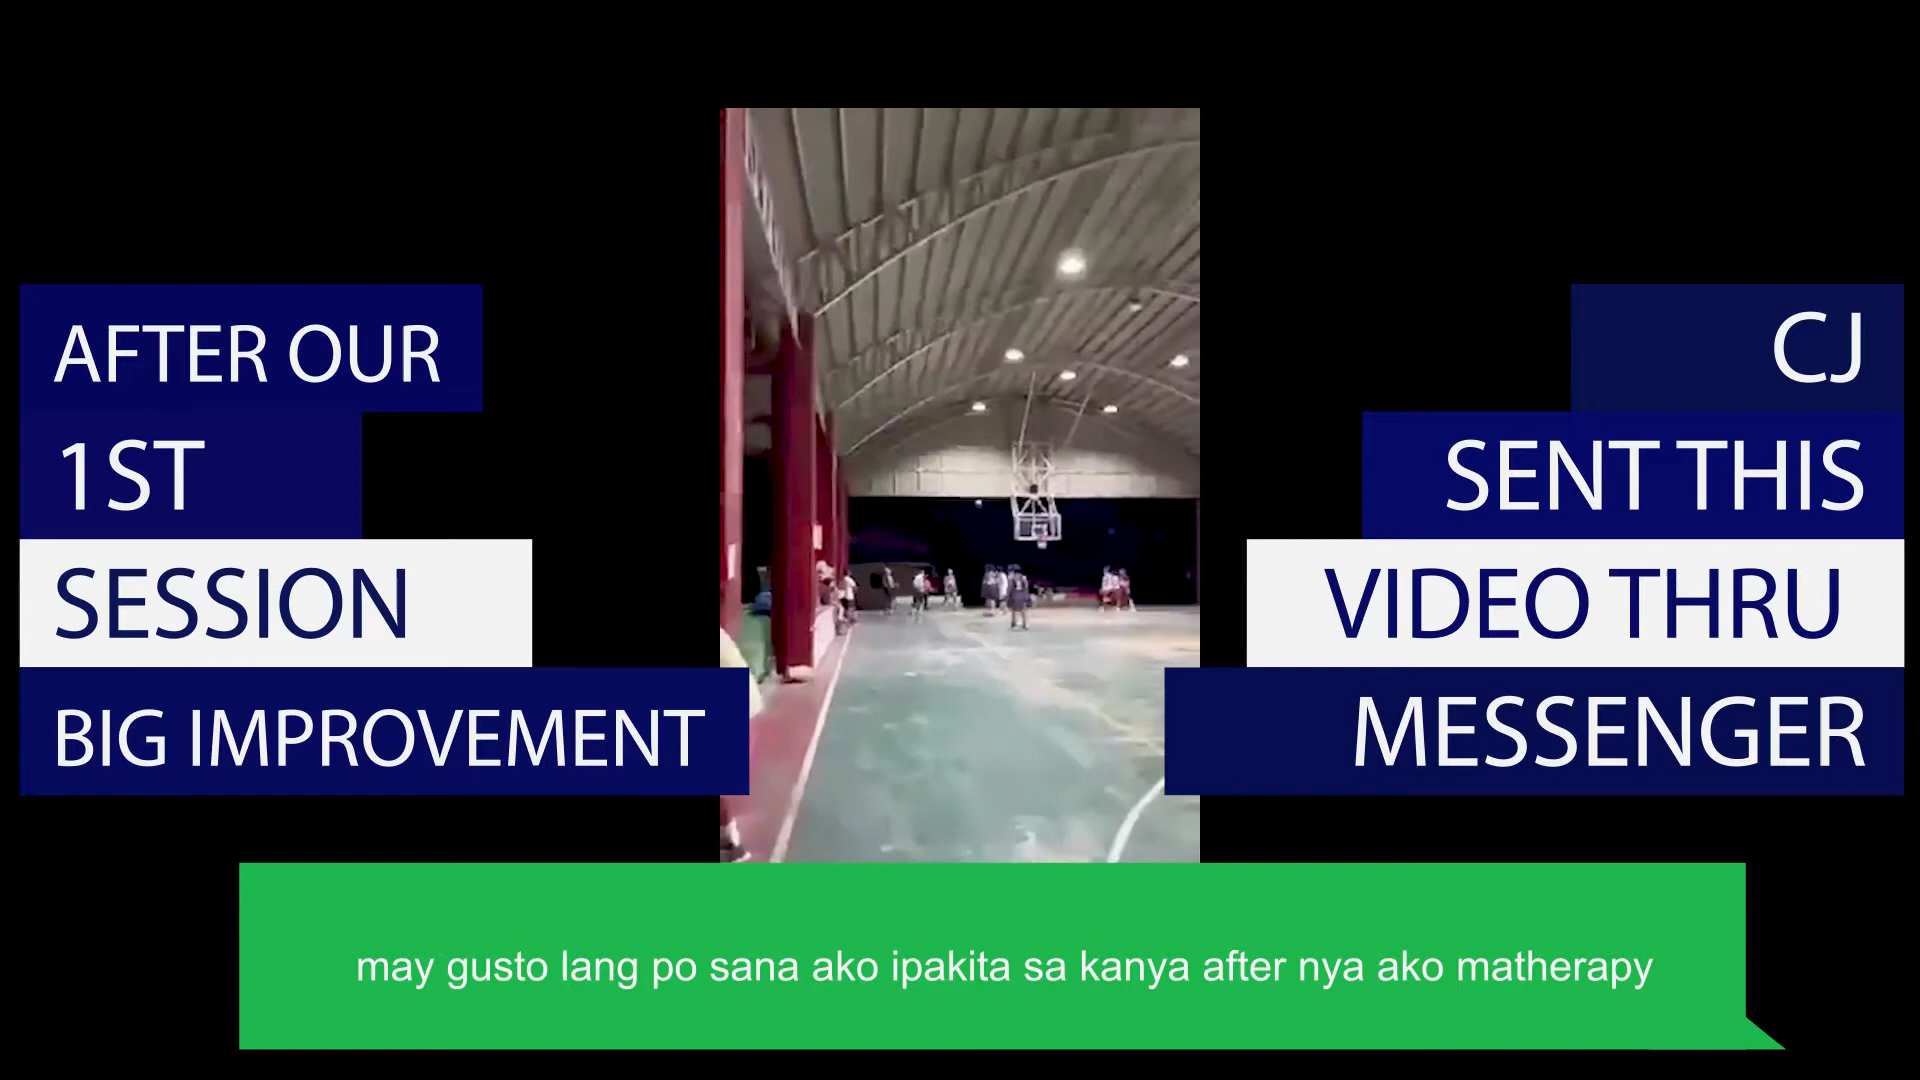 AFTER OUR
1ST
SESSION
BIG IMPROVEMENT
CJ
SENT THIS
VIDEO THRU
MESSENGER
may gusto lang po sana ako ipakita sa kanya after nya ako matherapy